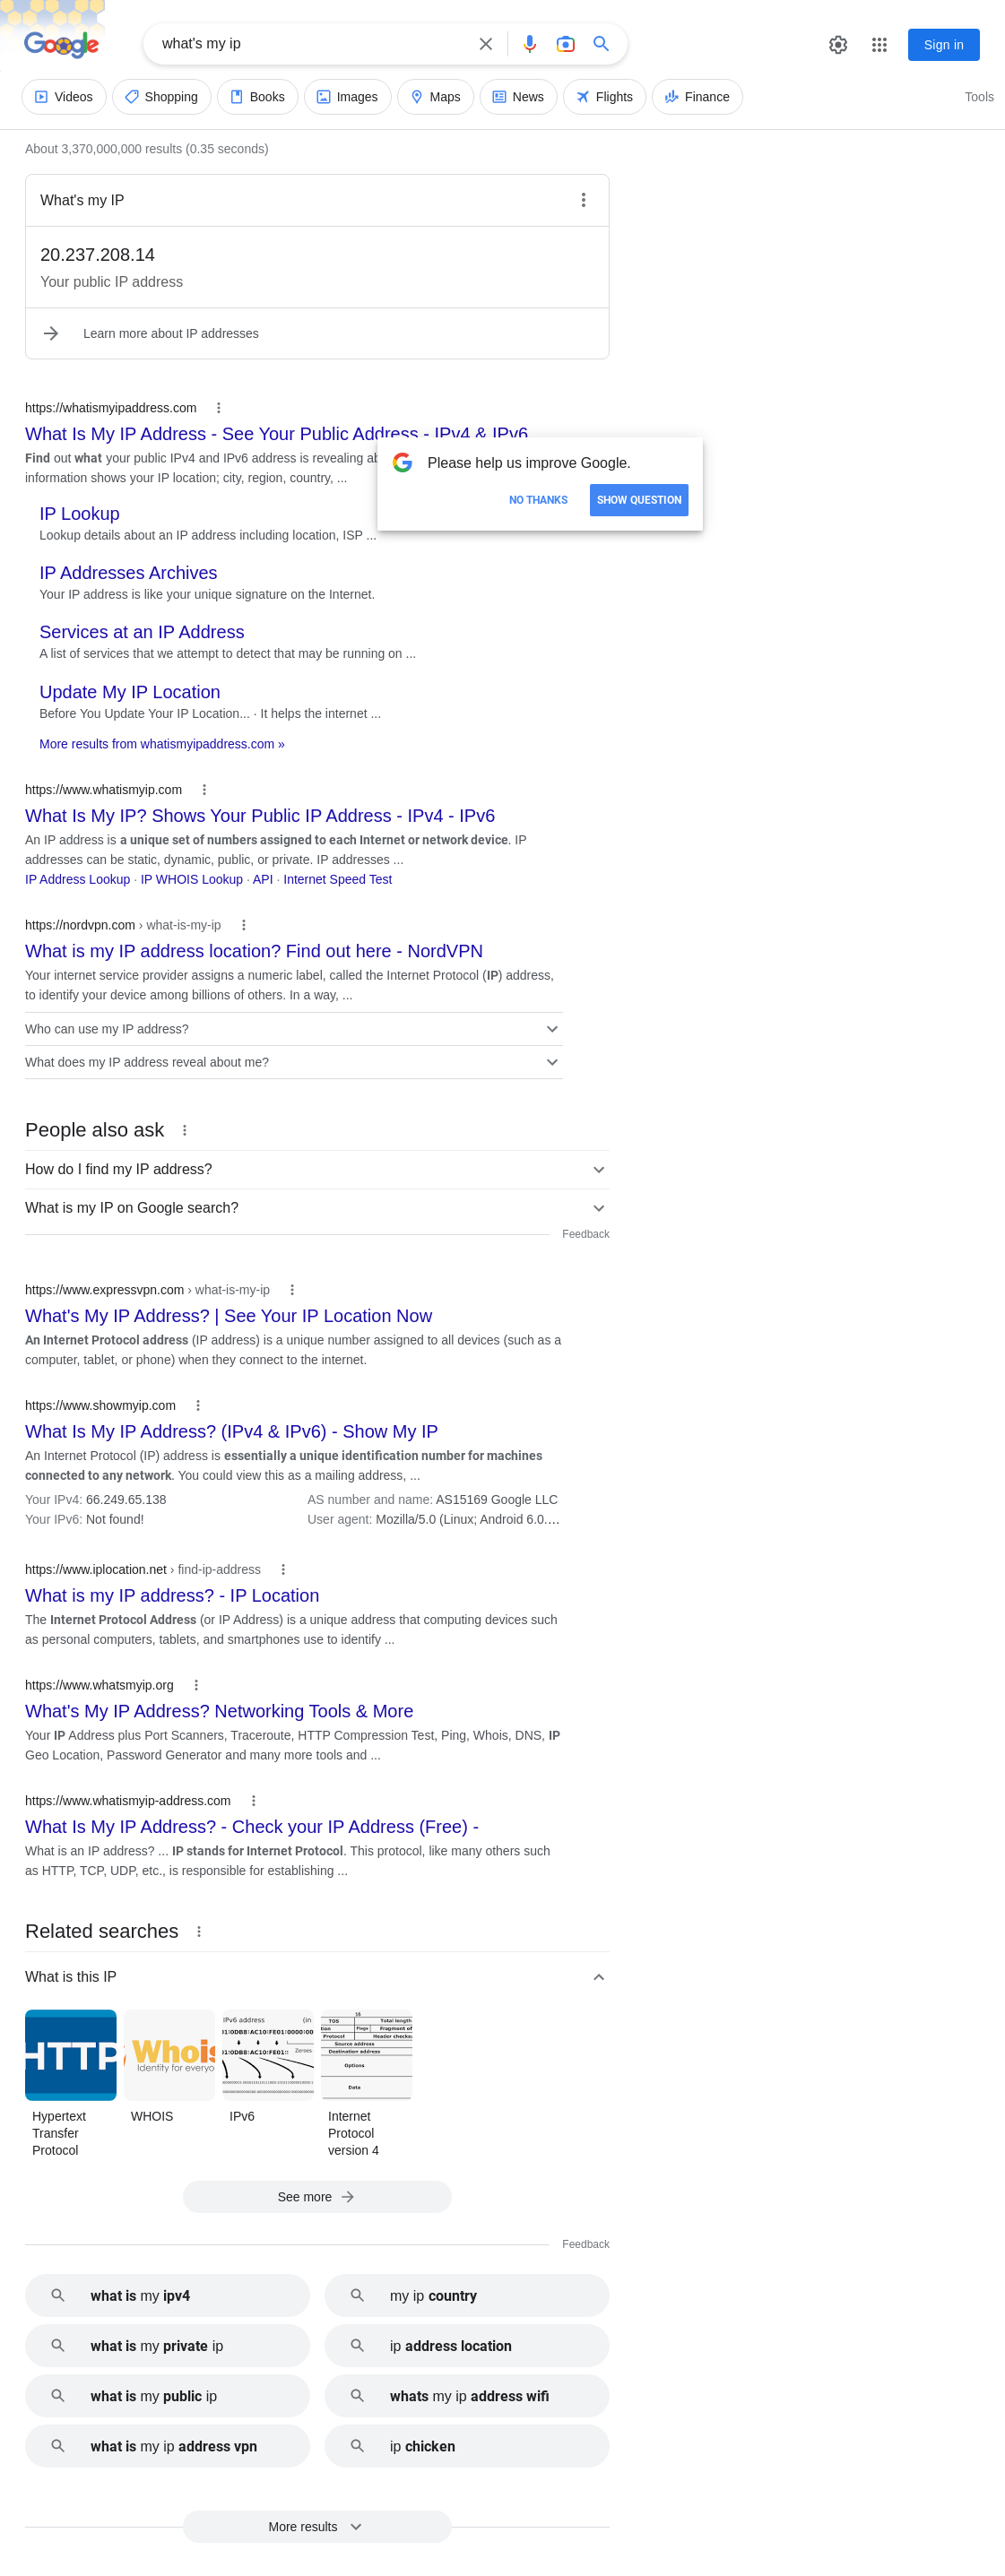 Google
what's my ip
Sign in
Videos
Shopping
Books
Images
Maps
News
Flights
Finance
Tools
About 3,370,000,000 results (0.35 seconds)
What's my IP
20.237.208.14
Your public IP address
Learn more about IP addresses
https://whatismyipaddress.com
What Is My IP Address - See Your Public Address - IPv4 & IPv6
Find out what your public IPv4 and IPv6 address is revealing
information shows your IP location; city, region, country, ...
Please help us improve Google.
NO THANKS
SHOW QUESTION
IP Lookup
Lookup details about an IP address including location, ISP ...
IP Addresses Archives
Your IP address is like your unique signature on the Internet.
Services at an IP Address
A list of services that we attempt to detect that may be running on ...
Update My IP Location
Before You Update Your IP Location... · It helps the internet ...
More results from whatismyipaddress.com »
https://www.whatismyip.com
What Is My IP? Shows Your Public IP Address - IPv4 - IPv6
An IP address is a unique set of numbers assigned to each Internet or network device. IP
addresses can be static, dynamic, public, or private. IP addresses ...
IP Address Lookup · IP WHOIS Lookup · API · Internet Speed Test
https://nordvpn.com › what-is-my-ip
What is my IP address location? Find out here - NordVPN
Your internet service provider assigns a numeric label, called the Internet Protocol (IP) address,
to identify your device among billions of others. In a way, ...
Who can use my IP address?
What does my IP address reveal about me?
People also ask
How do I find my IP address?
What is my IP on Google search?
Feedback
https://www.expressvpn.com › what-is-my-ip
What's My IP Address? | See Your IP Location Now
An Internet Protocol address (IP address) is a unique number assigned to all devices (such as a
computer, tablet, or phone) when they connect to the internet.
https://www.showmyip.com
What Is My IP Address? (IPv4 & IPv6) - Show My IP
An Internet Protocol (IP) address is essentially a unique identification number for machines
connected to any network. You could view this as a mailing address, ...
Your IPv4: 66.249.65.138
AS number and name: AS15169 Google LLC
Your IPv6: Not found!
User agent: Mozilla/5.0 (Linux; Android 6.0....
https://www.iplocation.net › find-ip-address
What is my IP address? - IP Location
The Internet Protocol Address (or IP Address) is a unique address that computing devices such
as personal computers, tablets, and smartphones use to identify ...
https://www.whatsmyip.org
What's My IP Address? Networking Tools & More
Your IP Address plus Port Scanners, Traceroute, HTTP Compression Test, Ping, Whois, DNS, IP
Geo Location, Password Generator and many more tools and ...
https://www.whatismyip-address.com
What Is My IP Address? - Check your IP Address (Free) -
What is an IP address? ... IP stands for Internet Protocol. This protocol, like many others such
as HTTP, TCP, UDP, etc., is responsible for establishing ...
Related searches
What is this IP
HTTP
Whois
Identity for everyo
IPv6 address (in
Zeroes
16
TOS Total length
Flags Fragment of
Protocol Header checks
Source address
Destination address
Options
Data
Hypertext
Transfer
Protocol
WHOIS
IPv6
Internet
Protocol
version 4
See more
Feedback
what is my ipv4
my ip country
what is my private ip
ip address location
what is my public ip
whats my ip address wifi
what is my ip address vpn
ip chicken
More results